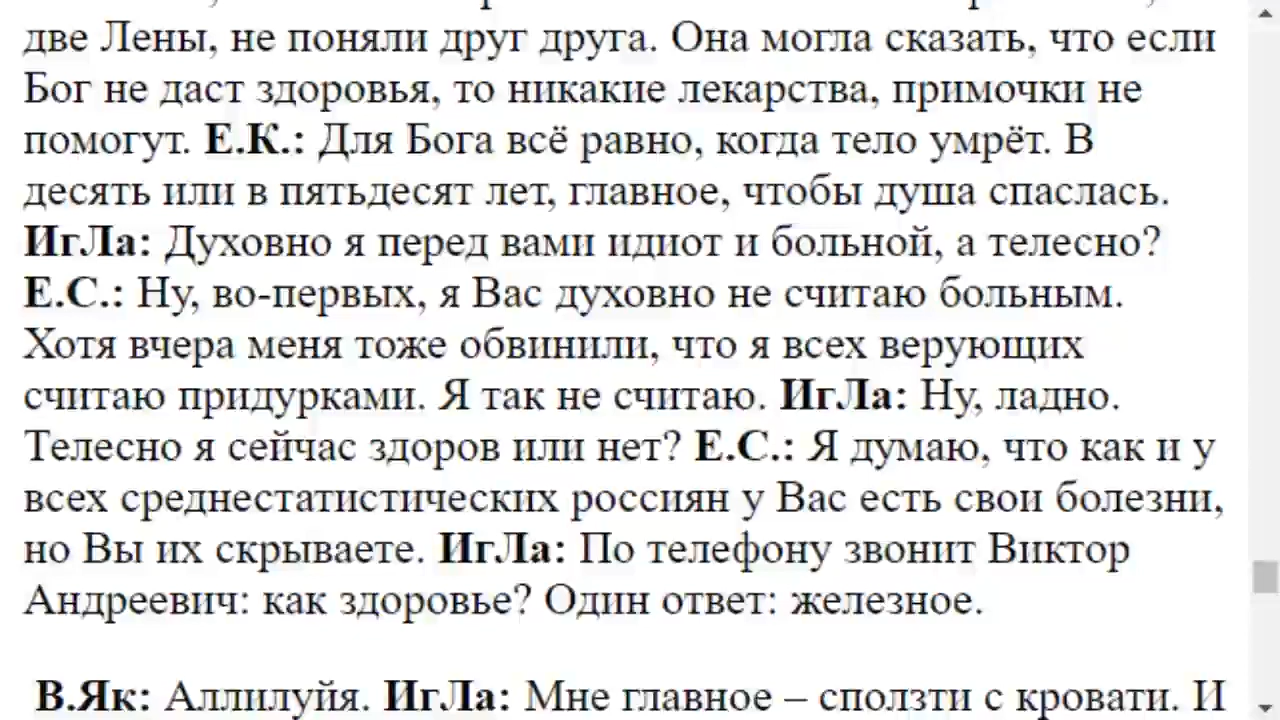 две Лены, не поняли друг друга. Она могла сказать, что если
Бог не даст здоровья, то никакие лекарства, примочки не
помогут. Е.К.: Для Бога всё равно, когда тело умрёт. В
десять или в пятьдесят лет, главное, чтобы душа спаслась.
ИгЛа: Духовно я перед вами идиот и больной, а телесно?
Е.С.: Ну, во-первых, я Вас духовно не считаю больным.
Хотя вчера меня тоже обвинили, что я всех верующих
считаю придурками. Я так не считаю. ИгЛа: Ну, ладно.
Телесно я сейчас здоров или нет? Е.С.: Я думаю, что как и у
всех среднестатистических россиян у Вас есть свои болезни,
но Вы их скрываете. ИгЛа: По телефону звонит Виктор
Андреевич: как здоровье? Один ответ: железное.
В.Як: Аллилуйя. ИгЛа: Мне главное – сползти с кровати. И